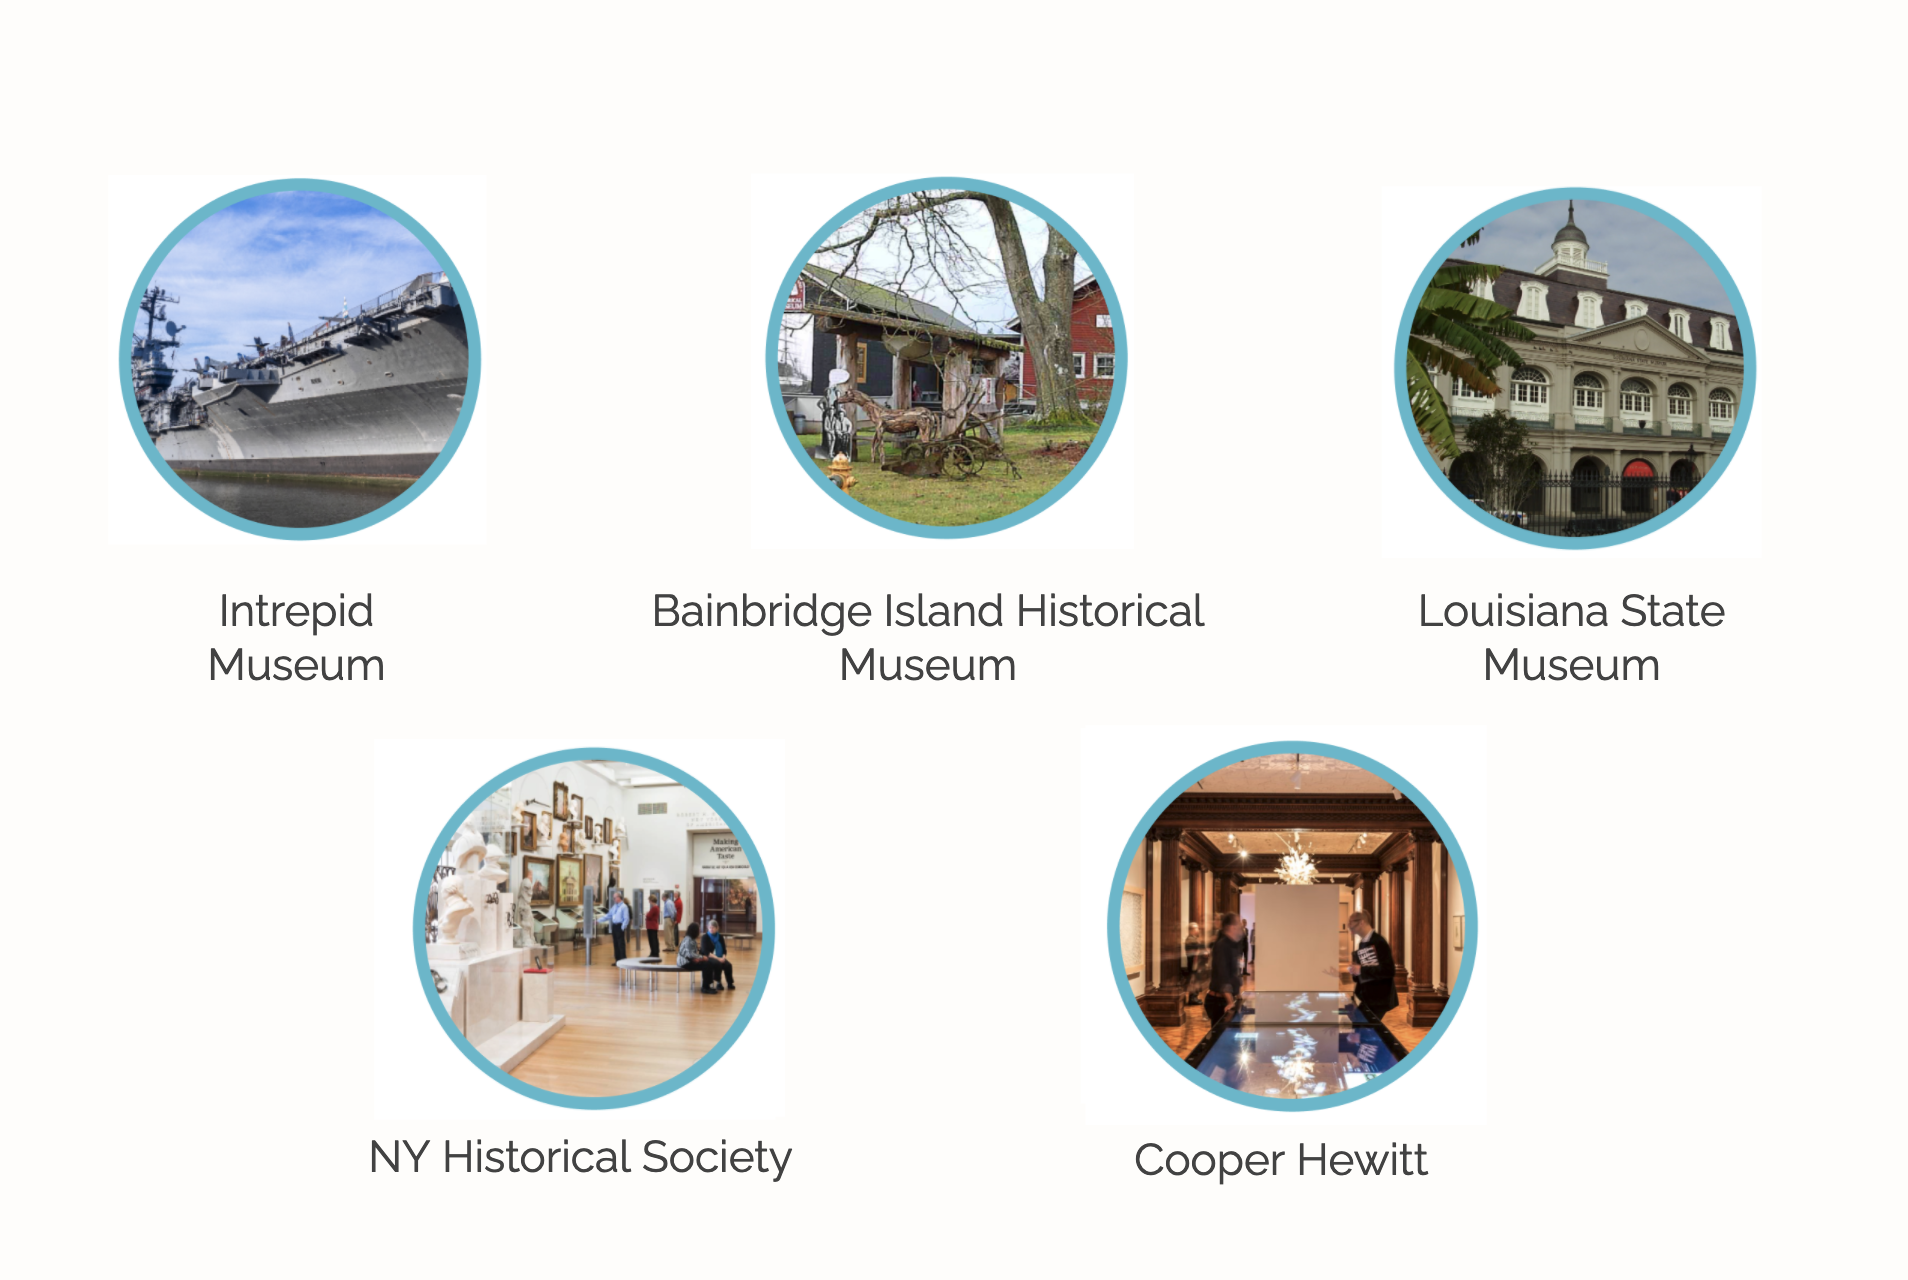 Intrepid
Museum
Bainbridge Island Historical
Museum
Louisiana State
Museum
Making
American
Taste
NY Historical Society
Cooper Hewitt